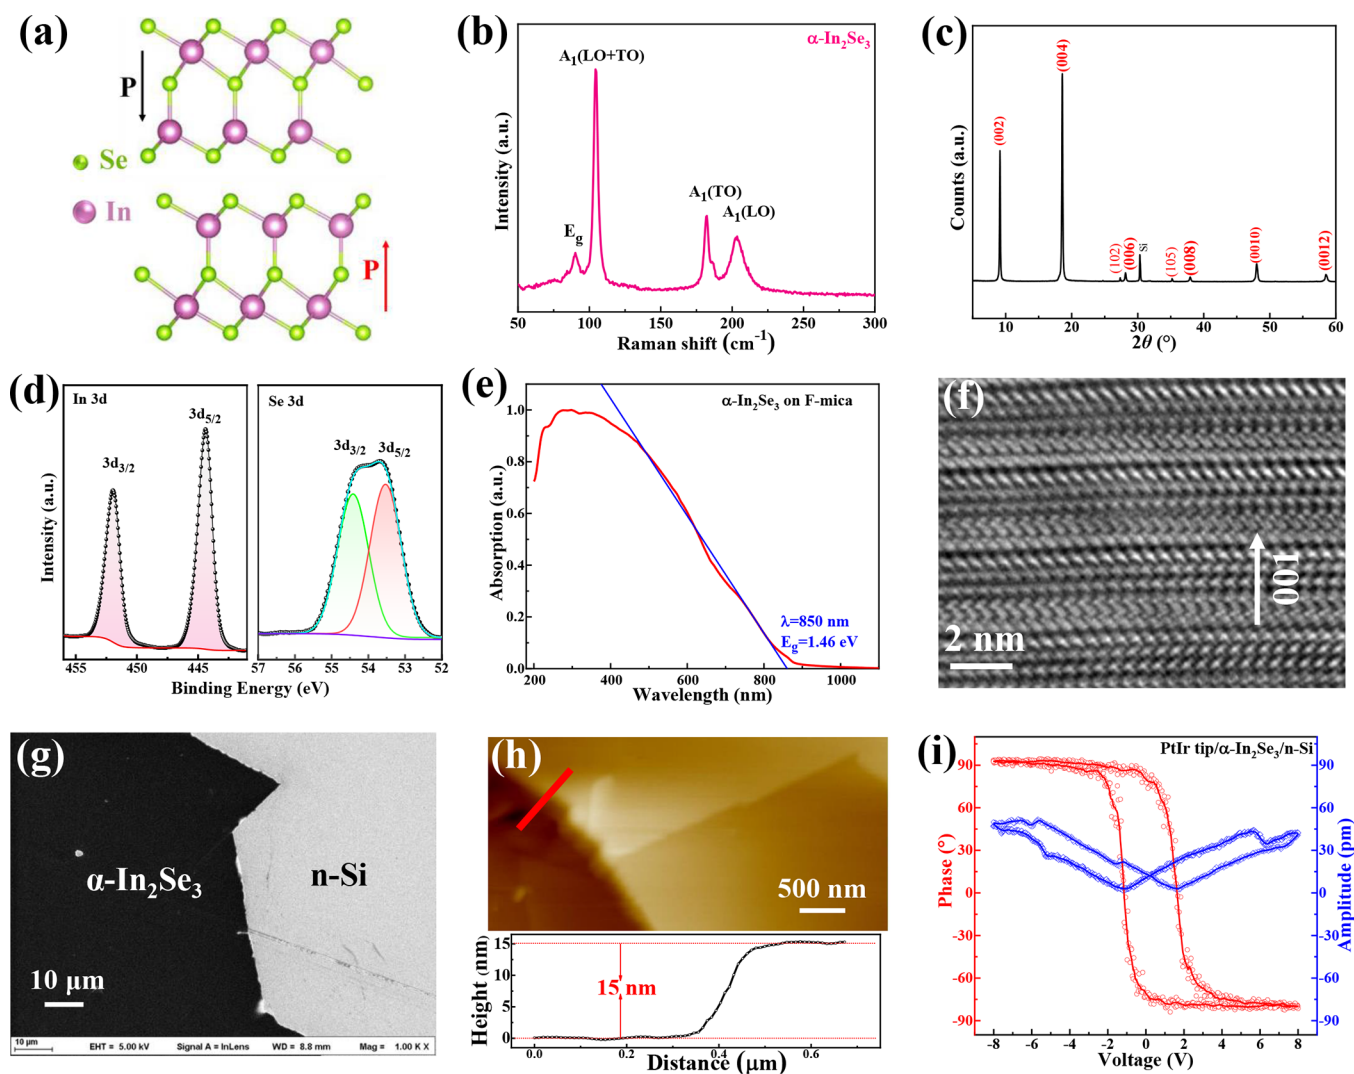 (a)
P
Se
In
P
(b)
α-In₂Se₃
A₁(LO+TO)
A₁(TO)
A₁(LO)
E_g
Intensity (a.u.)
50 100 150 200 250 300
Raman shift (cm⁻¹)
(c)
(002)
(004)
(102)
(006)
Si
(105)
(008)
(0010)
(0012)
Counts (a.u.)
10 20 30 40 50 60
2θ (°)
(d)
In 3d
3d₃/₂
3d₅/₂
Se 3d
3d₃/₂
3d₅/₂
Intensity (a.u.)
455 450 445
57 56 55 54 53 52
Binding Energy (eV)
(e)
α-In₂Se₃ on F-mica
1.0
0.8
0.6
0.4
0.2
0.0
Absorption (a.u.)
λ=850 nm
E_g=1.46 eV
200 400 600 800 1000
Wavelength (nm)
(f)
001
2 nm
(g)
α-In₂Se₃
n-Si
10 μm
10 μm EHT = 5.00 kV Signal A = InLens WD = 8.8 mm Mag = 1.00 K X
(h)
500 nm
15
10
5
0
Height (nm)
15 nm
0.0 0.2 0.4 0.6
Distance (μm)
(i)
PtIr tip/α-In₂Se₃/n-Si
90
60
30
0
-30
-60
-90
Phase (°)
90
60
30
0
-30
-60
-90
Amplitude (pm)
-8 -6 -4 -2 0 2 4 6 8
Voltage (V)